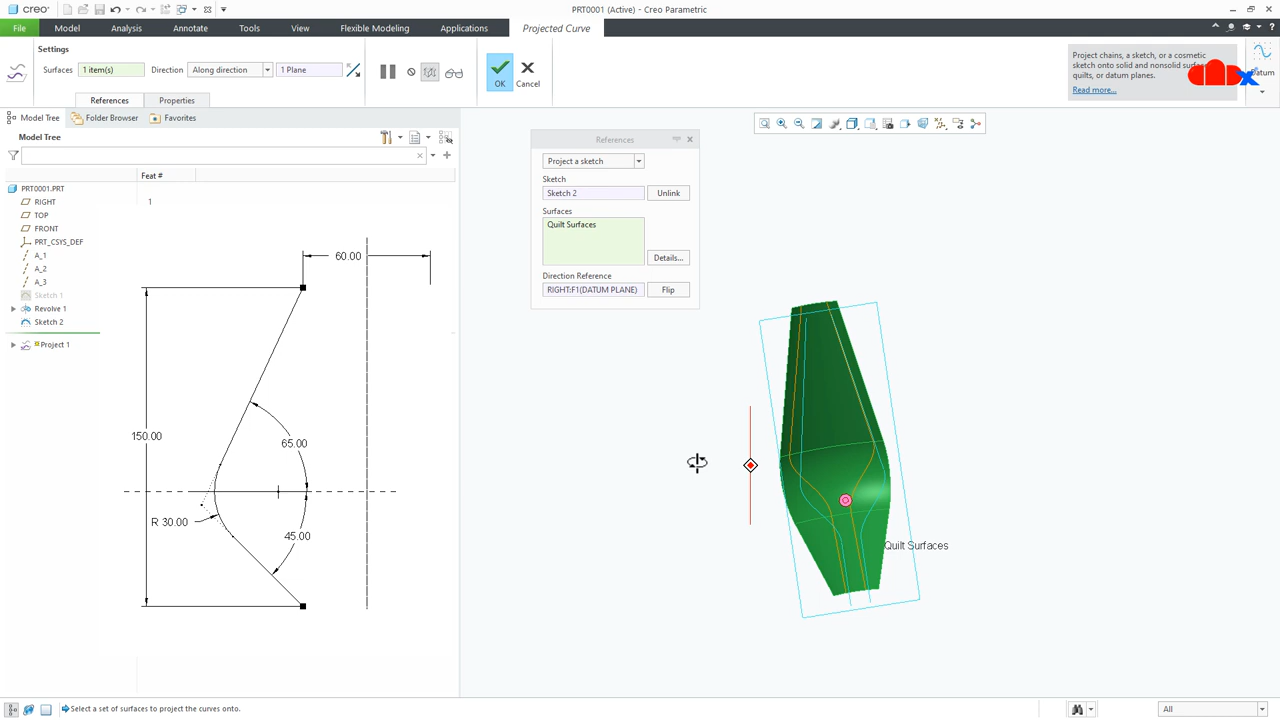 creo
PRT0001 (Active) - Creo Parametric
File Model Analysis Annotate Tools View Flexible Modeling Applications Projected Curve
Settings
Surfaces 1 item(s) Direction Along direction 1 Plane
OK Cancel
References Properties
Project chains, a sketch, or a cosmetic
sketch onto solid and nonsolid
quilts, or datum planes.
Read more...
Datum
Model Tree Folder Browser Favorites
Model Tree
Feat #
PRT0001.PRT
RIGHT 1
TOP
FRONT
PRT_CSYS_DEF
A_1
A_2
A_3
Sketch 1
Revolve 1
Sketch 2
Project 1
60.00
150.00
65.00
R 30.00
45.00
References
Project a sketch
Sketch
Sketch 2 Unlink
Surfaces
Quilt Surfaces
Details...
Direction Reference
RIGHT:F1(DATUM PLANE) Flip
Quilt Surfaces
Select a set of surfaces to project the curves onto.
All